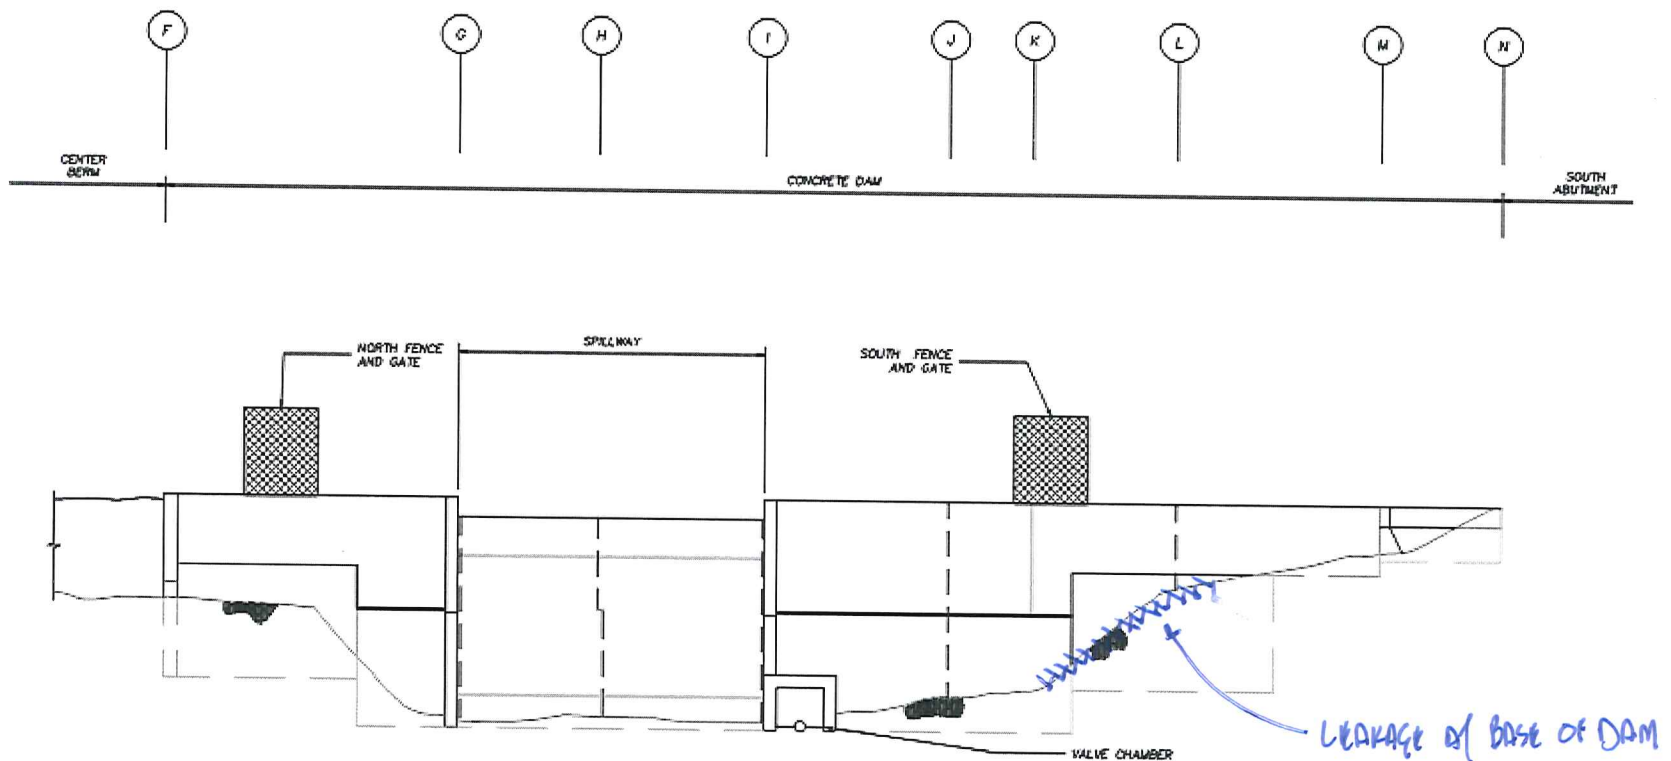 F
G
H
I
J
K
L
M
N
CENTER
BERM
CONCRETE DAM
SOUTH
ABUTMENT
NORTH FENCE
AND GATE
SPILLWAY
SOUTH FENCE
AND GATE
VALVE CHAMBER
LEAKAGE @ BASE OF DAM